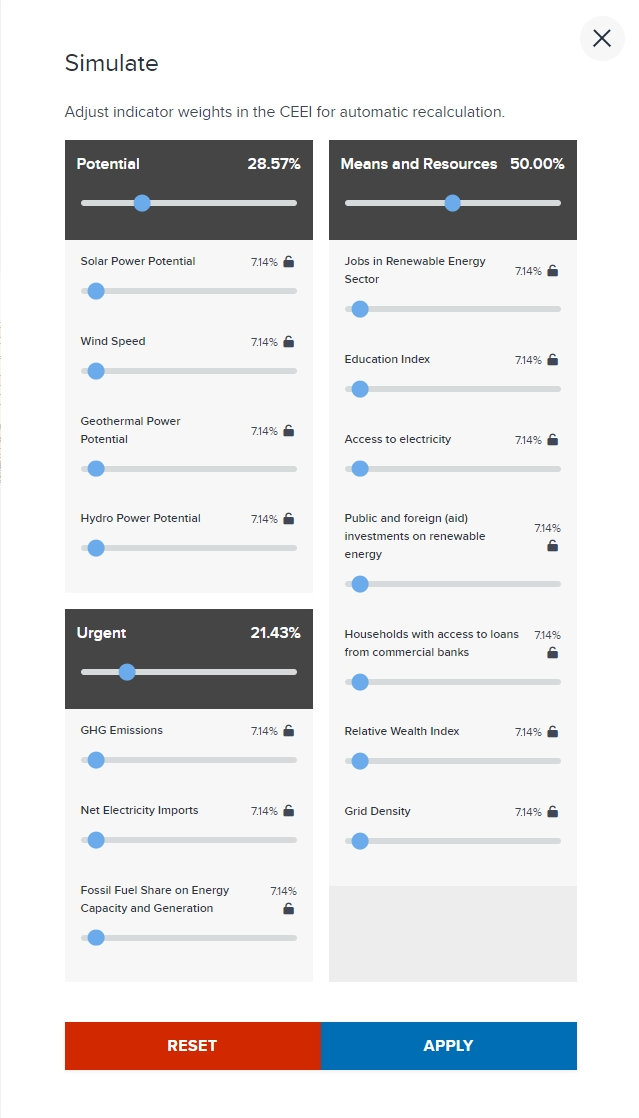 Simulate
Adjust indicator weights in the CEEI for automatic recalculation.
Potential 28.57%
Solar Power Potential 7.14%
Wind Speed 7.14%
Geothermal Power
Potential 7.14%
Hydro Power Potential 7.14%
Urgent 21.43%
GHG Emissions 7.14%
Net Electricity Imports 7.14%
Fossil Fuel Share on Energy 7.14%
Capacity and Generation
Means and Resources 50.00%
Jobs in Renewable Energy
Sector 7.14%
Education Index 7.14%
Access to electricity 7.14%
Public and foreign (aid) 7.14%
investments on renewable
energy
Households with access to loans 7.14%
from commercial banks
Relative Wealth Index 7.14%
Grid Density 7.14%
RESET APPLY